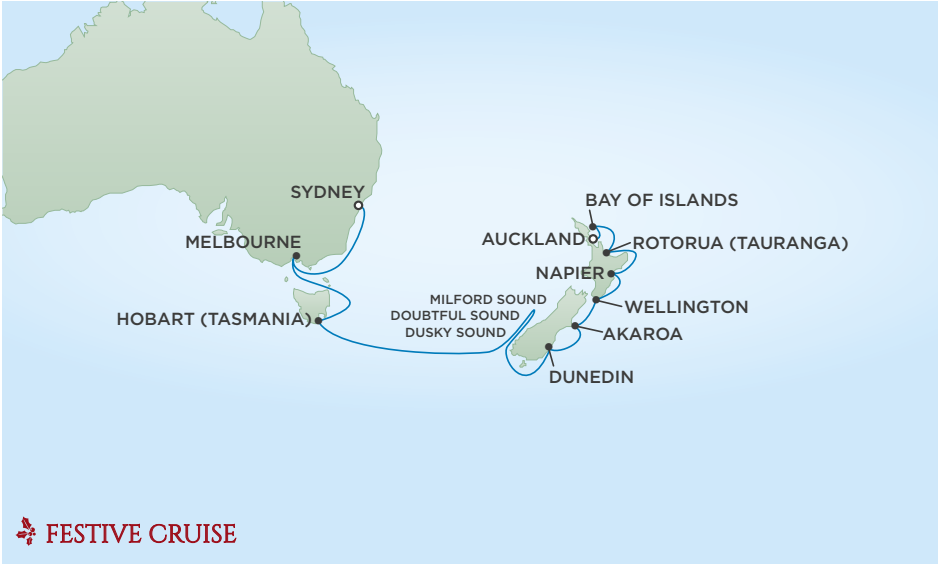 SYDNEY
BAY OF ISLANDS
MELBOURNE
AUCKLAND
ROTORUA (TAURANGA)
NAPIER
MILFORD SOUND
WELLINGTON
DOUBTFUL SOUND
HOBART (TASMANIA)
DUSKY SOUND
AKAROA
DUNEDIN
FESTIVE CRUISE